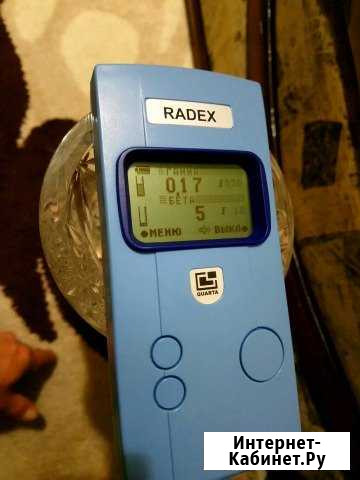 RADEX
ГАММА
017
БЕТА
5
МЕНЮ
ВЫКЛ
QUARTA
Интернет-
Кабинет.Ру